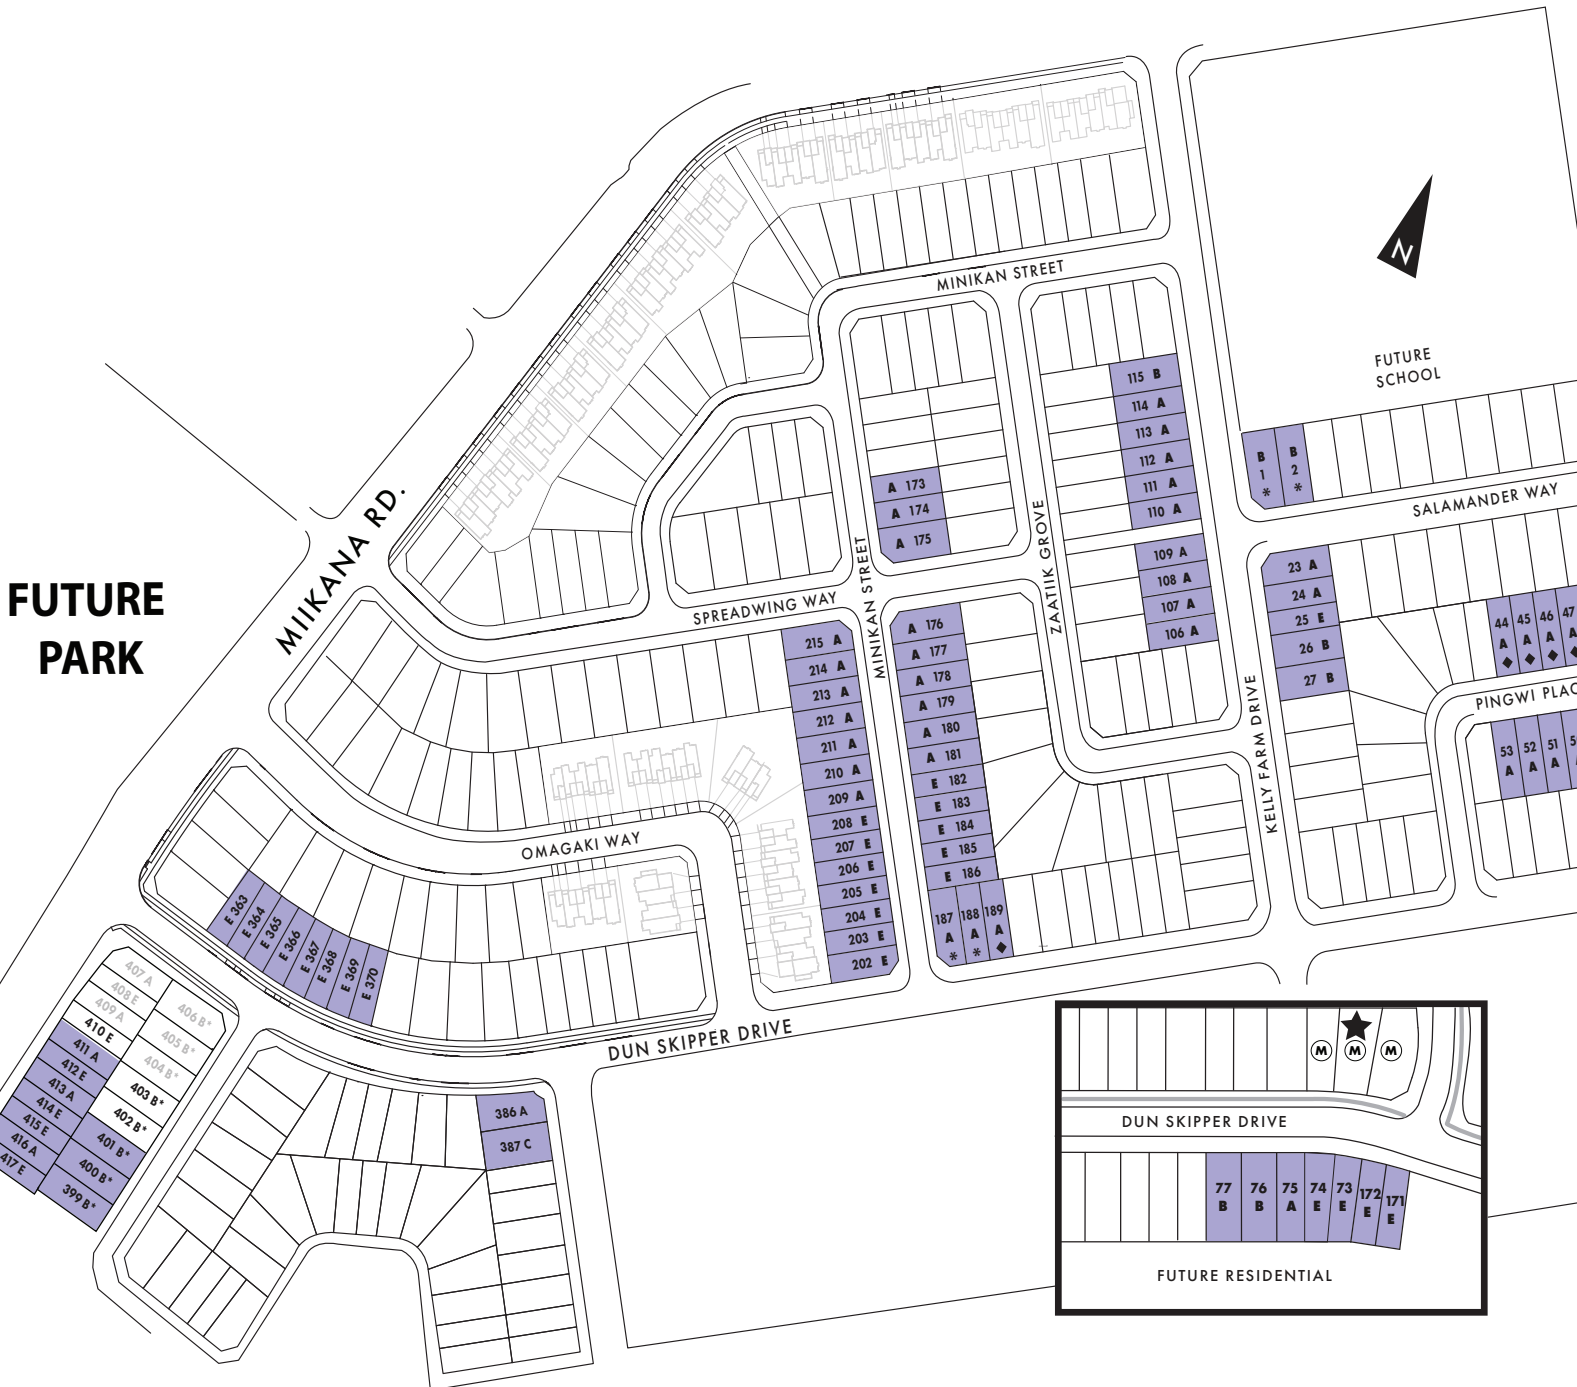 MINIKAN STREET
N
FUTURE
SCHOOL
115 B
114 A
113 A
112 A
111 A
110 A
109 A
108 A
107 A
106 A
B
1
*
B
2
*
SALAMANDER WAY
A 173
A 174
A 175
ZAATIIK GROVE
MINIKAN STREET
MIIKANA RD.
FUTURE
PARK
SPREADWING WAY
23 A
24 A
25 E
26 B
27 B
44
A
◆
45
A
◆
46
A
◆
47
A
◆
PINGWI PLAC
53
A
52
A
51
A
KELLY FARM DRIVE
215 A
214 A
213 A
212 A
211 A
210 A
209 A
208 E
207 E
206 E
205 E
204 E
203 E
202 E
A 176
A 177
A 178
A 179
A 180
A 181
E 182
E 183
E 184
E 185
E 186
187
A
*
188
A
*
189
A
◆
OMAGAKI WAY
E 363
E 364
E 365
E 366
E 367
E 368
E 369
E 370
DUN SKIPPER DRIVE
407 A
408 E
409 A
410 E
411 A
412 E
413 A
414 E
415 E
416 A
417 E
406 B*
405 B*
404 B*
403 B*
402 B*
401 B*
400 B*
399 B*
386 A
387 C
M
M
M
DUN SKIPPER DRIVE
77
B
76
B
75
A
74
E
73
E
172
E
171
E
FUTURE RESIDENTIAL